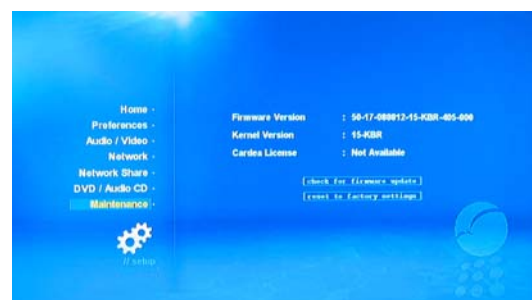 Home -
Preferences -
Audio / Video -
Network -
Network Share -
DVD / Audio CD -
Maintenance -
// setup
Firmware Version : 50-17-080812-15-KBR-405-000
Kernel Version : 15-KBR
Cardea License : Not Available
[check for firmware update]
[reset to factory settings]